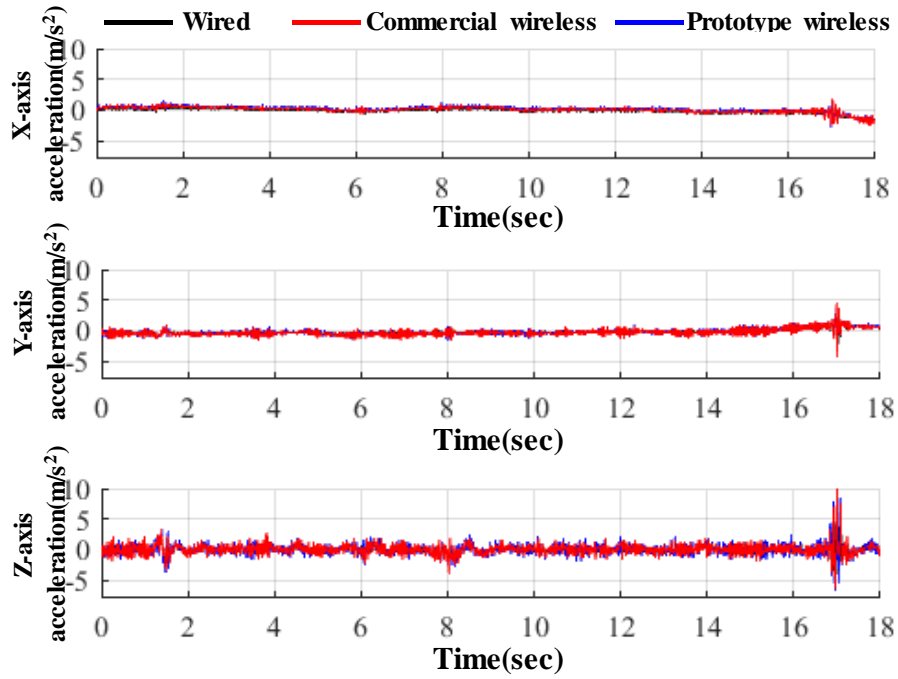 Wired Commercial wireless Prototype wireless
X-axis
acceleration(m/s²)
10
5
0
-5
0 2 4 6 8 10 12 14 16 18
Time(sec)
Y-axis
acceleration(m/s²)
10
5
0
-5
0 2 4 6 8 10 12 14 16 18
Time(sec)
Z-axis
acceleration(m/s²)
10
5
0
-5
0 2 4 6 8 10 12 14 16 18
Time(sec)